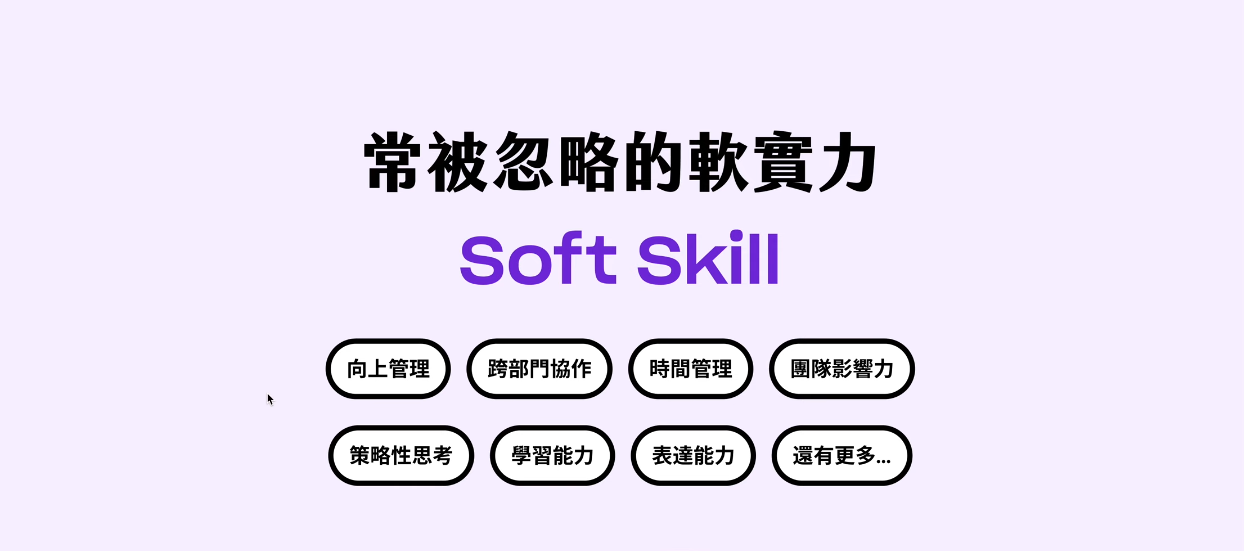 常被忽略的軟實力
Soft Skill
向上管理 跨部門協作 時間管理 團隊影響力
策略性思考 學習能力 表達能力 還有更多...